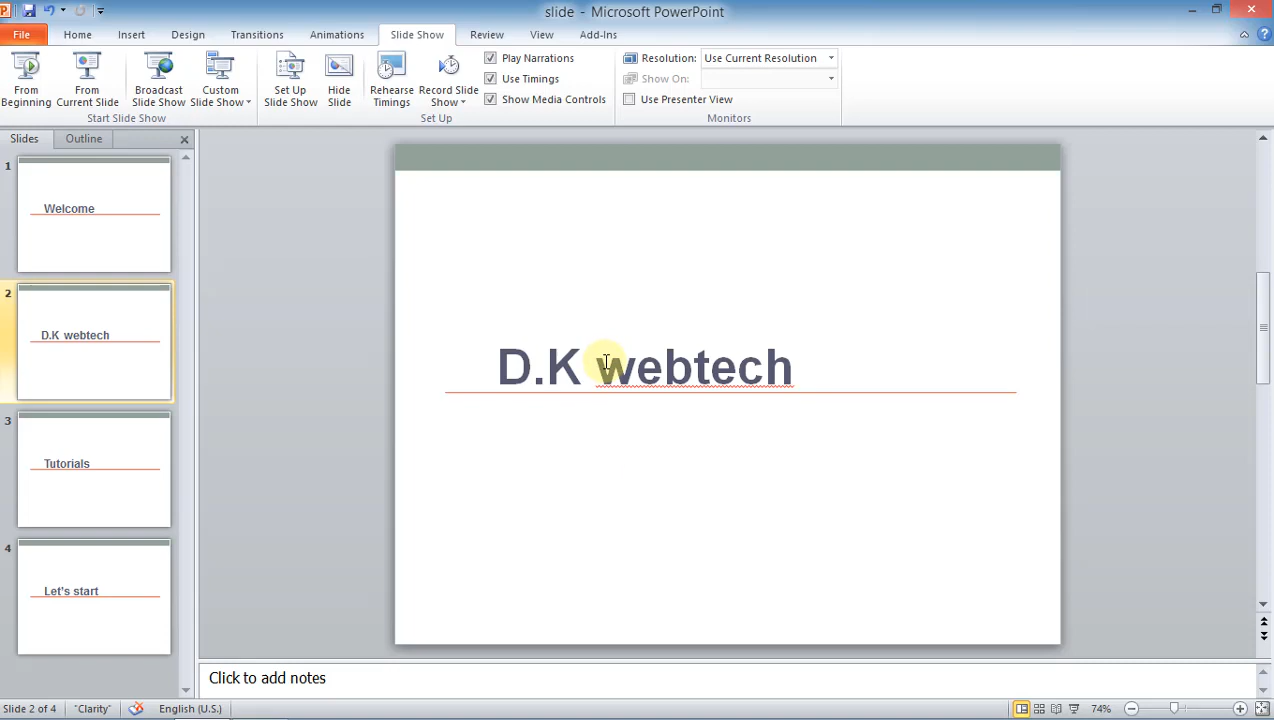 slide - Microsoft PowerPoint
File Home Insert Design Transitions Animations Slide Show Review View Add-Ins
From Beginning
From Current Slide
Broadcast Slide Show
Custom Slide Show
Start Slide Show
Set Up Slide Show
Hide Slide
Rehearse Timings
Record Slide Show
Play Narrations
Use Timings
Show Media Controls
Set Up
Resolution: Use Current Resolution
Show On:
Use Presenter View
Monitors
Slides Outline
1
Welcome
2
D.K webtech
3
Tutorials
4
Let's start
D.K webtech
Click to add notes
Slide 2 of 4 "Clarity" English (U.S.) 74%